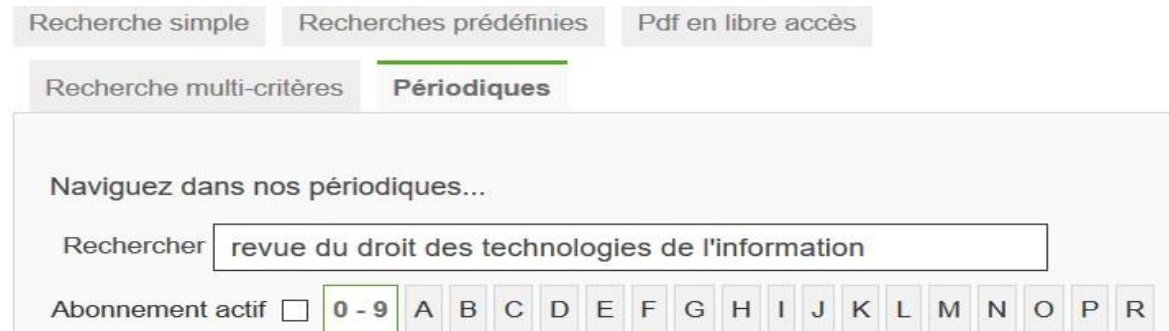 Recherche simple Recherches prédéfinies Pdf en libre accès
Recherche multi-critères Périodiques
Naviguez dans nos périodiques...
Rechercher revue du droit des technologies de l'information
Abonnement actif 0 - 9 A B C D E F G H I J K L M N O P R